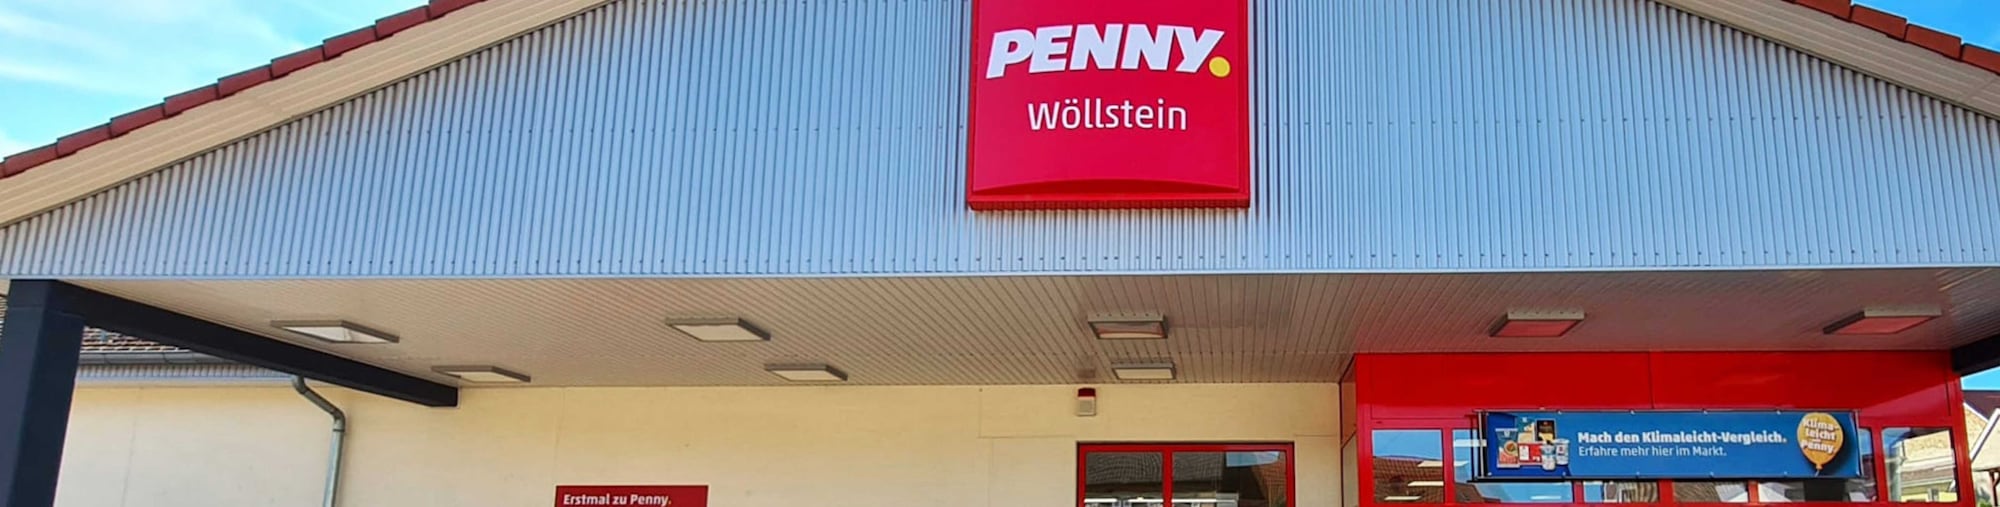 PENNY.
Wöllstein
Mach den Klimaleicht-Vergleich.
Erfahre mehr hier im Markt.
Klima-
leicht
Penny.
Erstmal zu Penny.